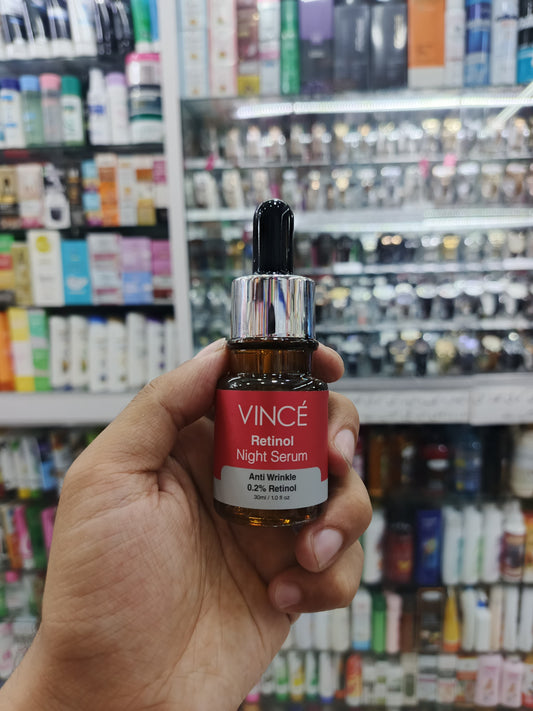 VINCÉ
Retinol
Night Serum
Anti Wrinkle
0.2% Retinol
30ml / 1.0 fl oz